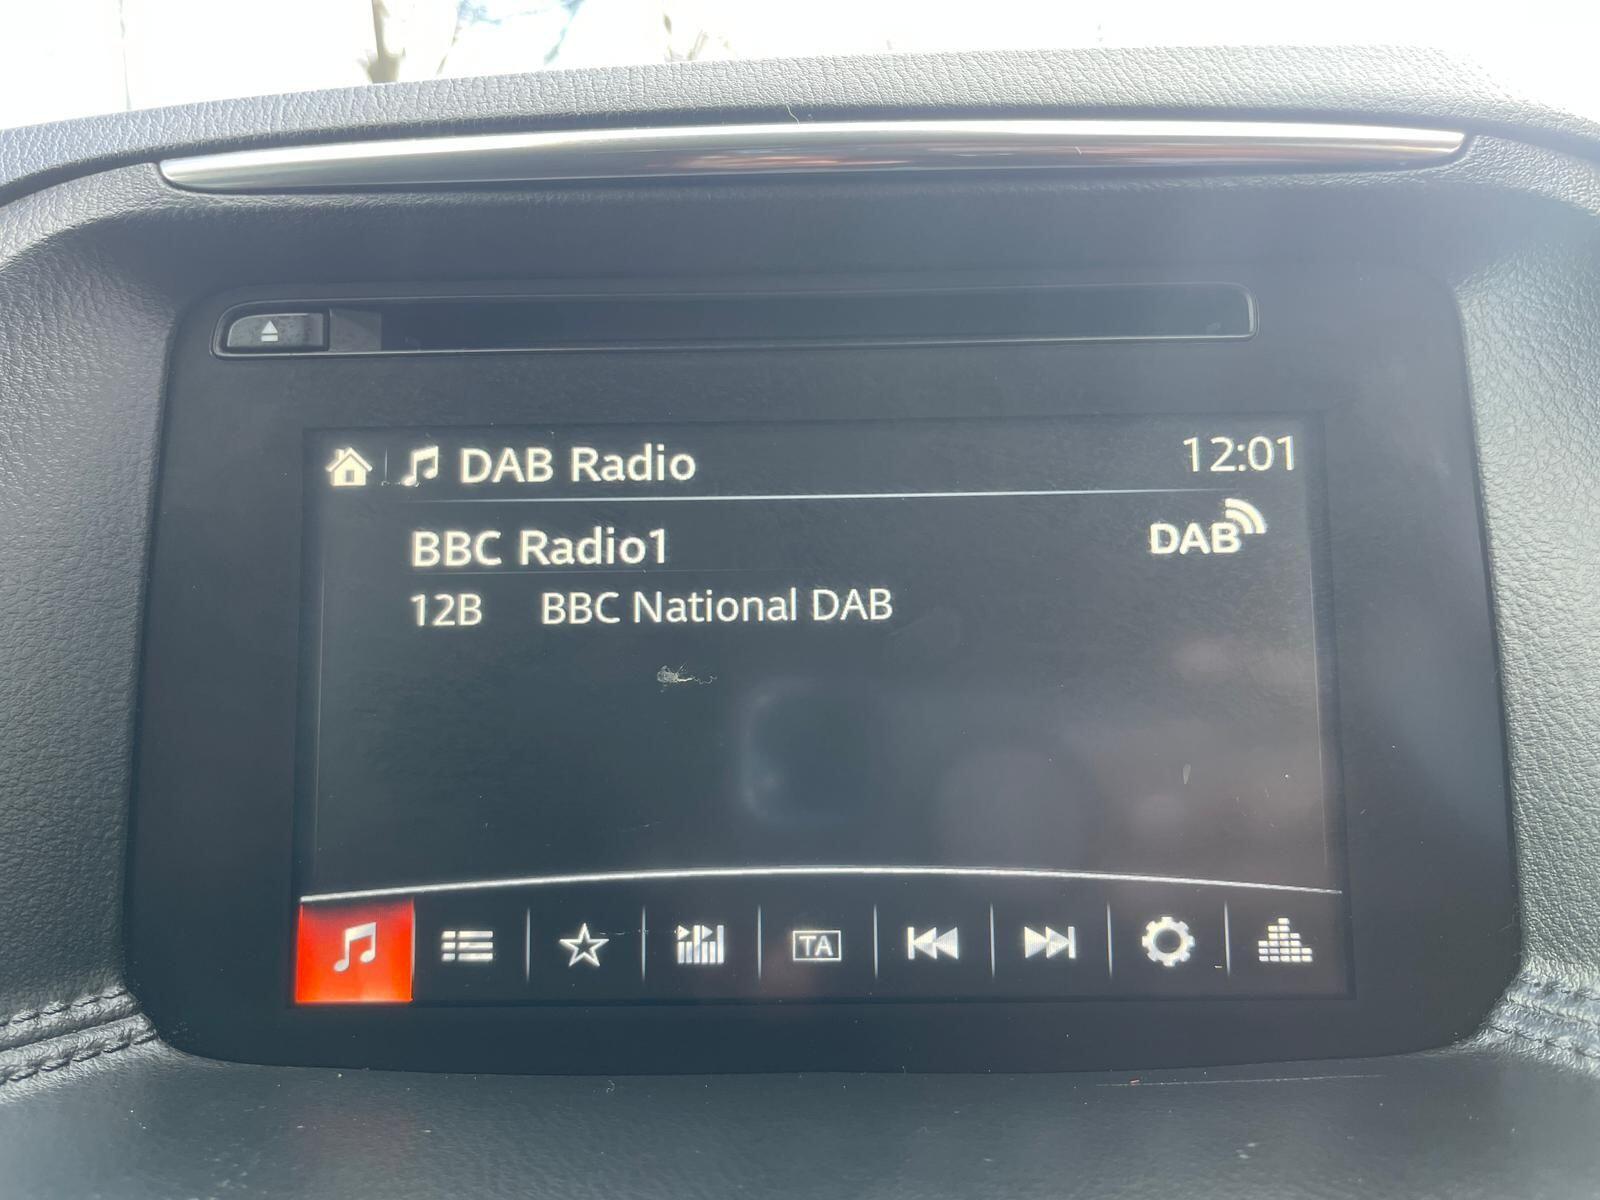 DAB Radio 12:01
BBC Radio1 DAB
12B BBC National DAB
TA